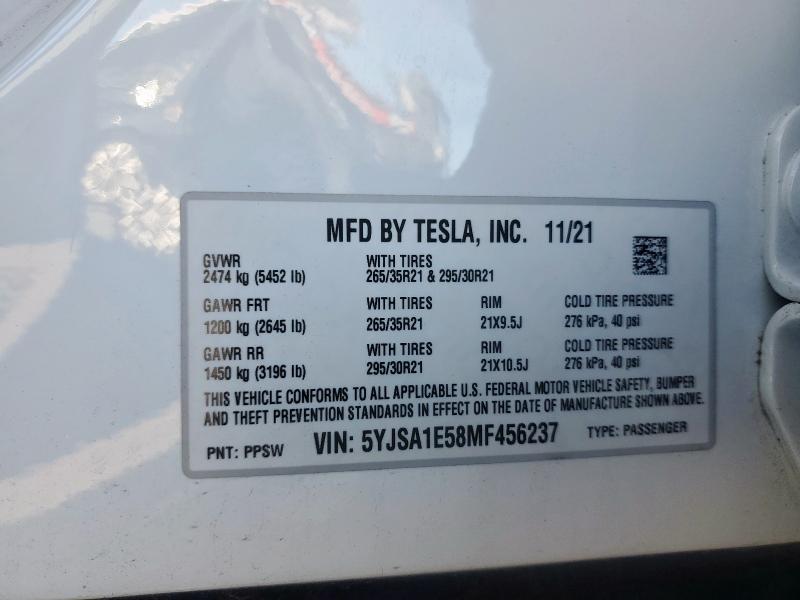 MFD BY TESLA, INC. 11/21
GVWR WITH TIRES
2474 kg (5452 lb) 265/35R21 & 295/30R21
GAWR FRT WITH TIRES RIM COLD TIRE PRESSURE
1200 kg (2645 lb) 265/35R21 21X9.5J 276 kPa, 40 psi
GAWR RR WITH TIRES RIM COLD TIRE PRESSURE
1450 kg (3196 lb) 295/30R21 21X10.5J 276 kPa, 40 psi
THIS VEHICLE CONFORMS TO ALL APPLICABLE U.S. FEDERAL MOTOR VEHICLE SAFETY, BUMPER
AND THEFT PREVENTION STANDARDS IN EFFECT ON THE DATE OF MANUFACTURE SHOWN ABOVE.
PNT: PPSW VIN: 5YJSA1E58MF456237 TYPE: PASSENGER